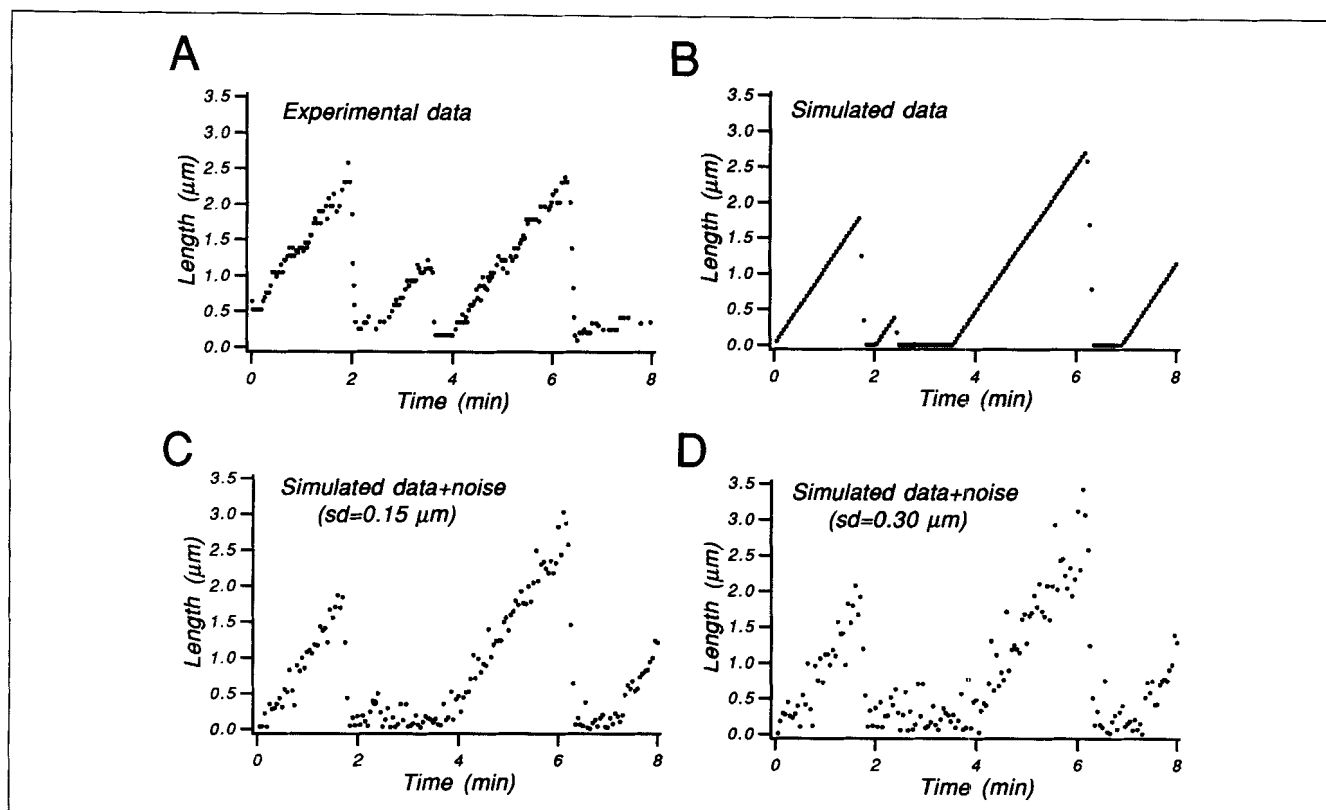 A
Experimental data
3.5
3.0
2.5
2.0
1.5
1.0
0.5
0.0
Length (μm)
0 2 4 6 8
Time (min)
B
Simulated data
3.5
3.0
2.5
2.0
1.5
1.0
0.5
0.0
Length (μm)
0 2 4 6 8
Time (min)
C
Simulated data+noise
(sd=0.15 μm)
3.5
3.0
2.5
2.0
1.5
1.0
0.5
0.0
Length (μm)
0 2 4 6 8
Time (min)
D
Simulated data+noise
(sd=0.30 μm)
3.5
3.0
2.5
2.0
1.5
1.0
0.5
0.0
Length (μm)
0 2 4 6 8
Time (min)